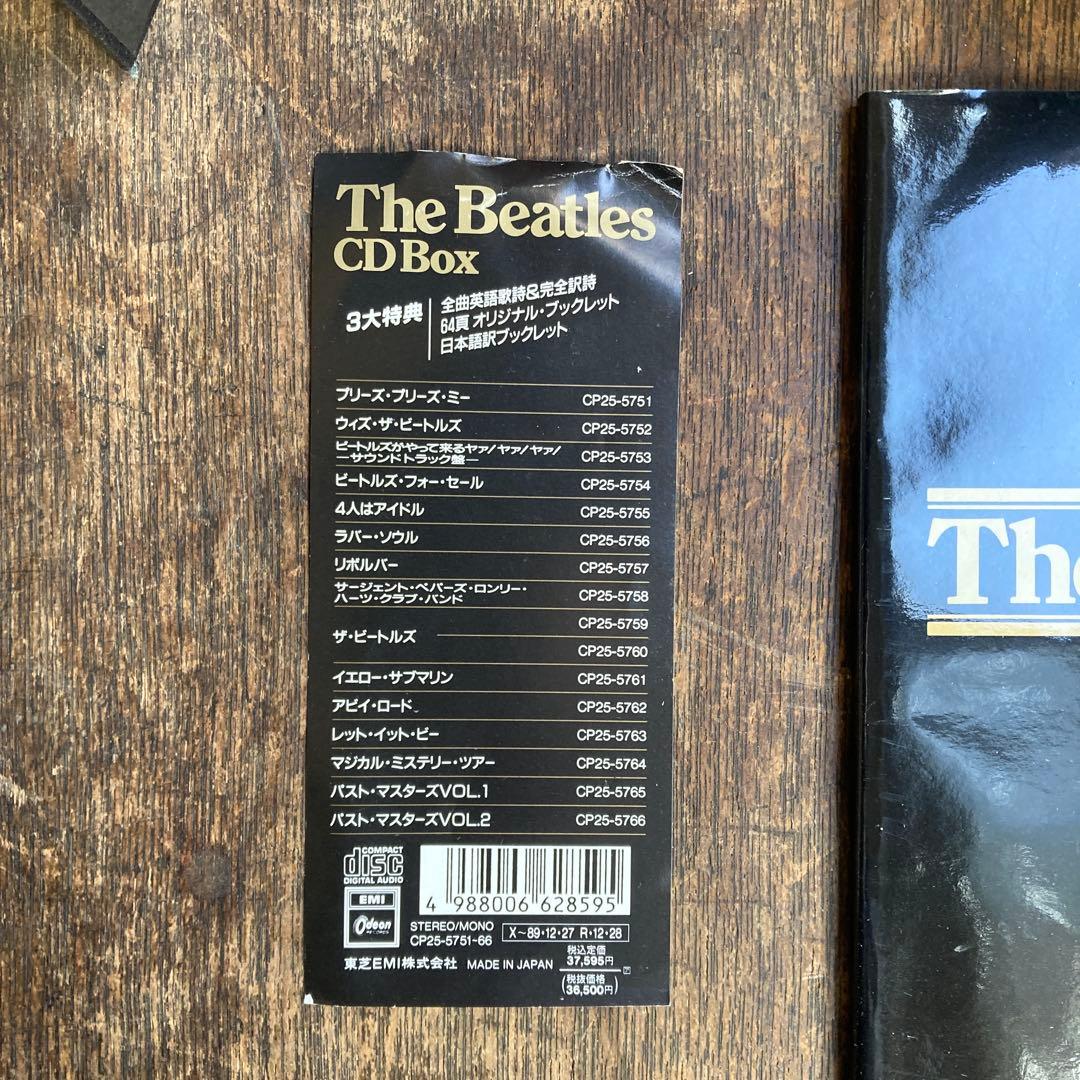 The Beatles
CD Box
3大特典
全曲英語歌詩&完全訳詩
64頁 オリジナル・ブックレット
日本語訳ブックレット
プリーズ・プリーズ・ミー CP25-5751
ウィズ・ザ・ビートルズ CP25-5752
ビートルズがやって来るヤァ!ヤァ!ヤァ!
―サウンドトラック盤― CP25-5753
ビートルズ・フォー・セール CP25-5754
4人はアイドル CP25-5755
ラバー・ソウル CP25-5756
リボルバー CP25-5757
サージェント・ペパーズ・ロンリー・
ハーツ・クラブ・バンド CP25-5758
ザ・ビートルズ CP25-5759
CP25-5760
イエロー・サブマリン CP25-5761
アビイ・ロード CP25-5762
レット・イット・ビー CP25-5763
マジカル・ミステリー・ツアー CP25-5764
パスト・マスターズVOL.1 CP25-5765
パスト・マスターズVOL.2 CP25-5766
COMPACT
disc
DIGITAL AUDIO
EMI
Odeon
RECORDS
4 988006 628595
STEREO/MONO
CP25-5751~66
X~89・12・27 R・12・28
東芝EMI株式会社 MADE IN JAPAN
税込定価
37,595円
(税抜価格
36,500円)
The